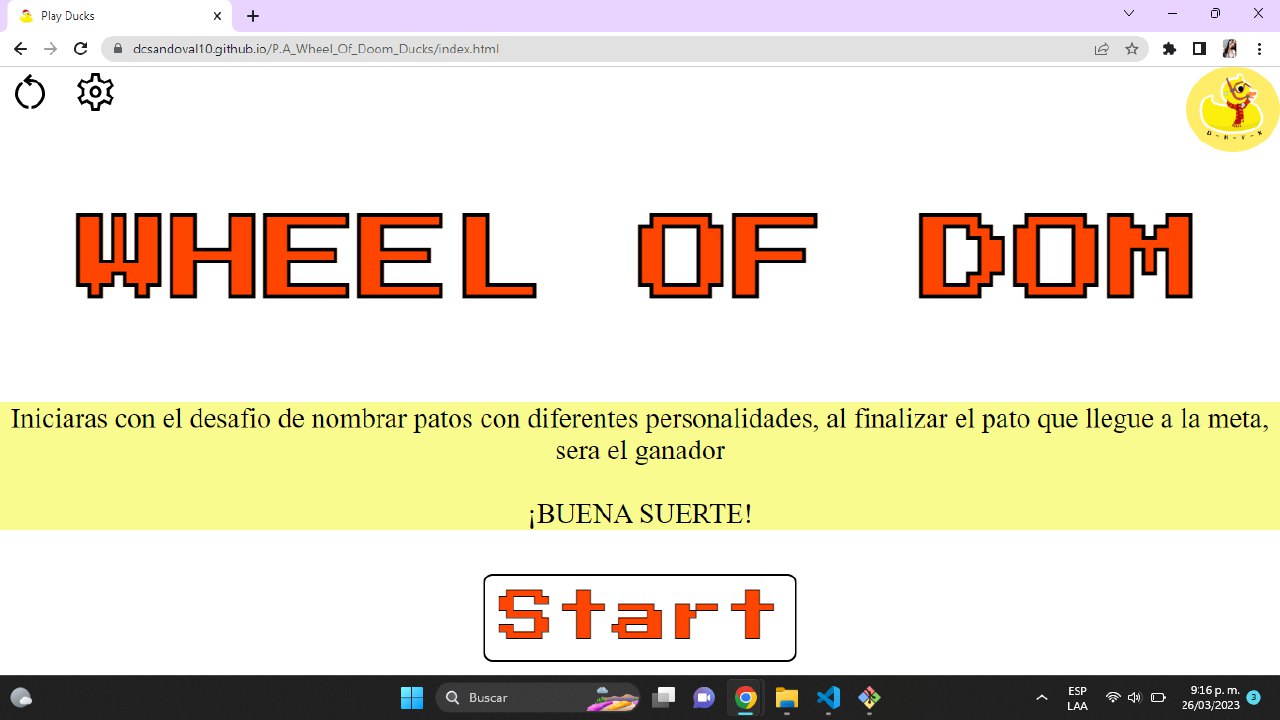 Play Ducks
dcsandoval10.github.io/P.A_Wheel_Of_Doom_Ducks/index.html
D - M - V - X
WHEEL OF DOM
Iniciaras con el desafio de nombrar patos con diferentes personalidades, al finalizar el pato que llegue a la meta,
sera el ganador
¡BUENA SUERTE!
Start
Buscar
ESP
LAA
9:16 p. m.
26/03/2023
3